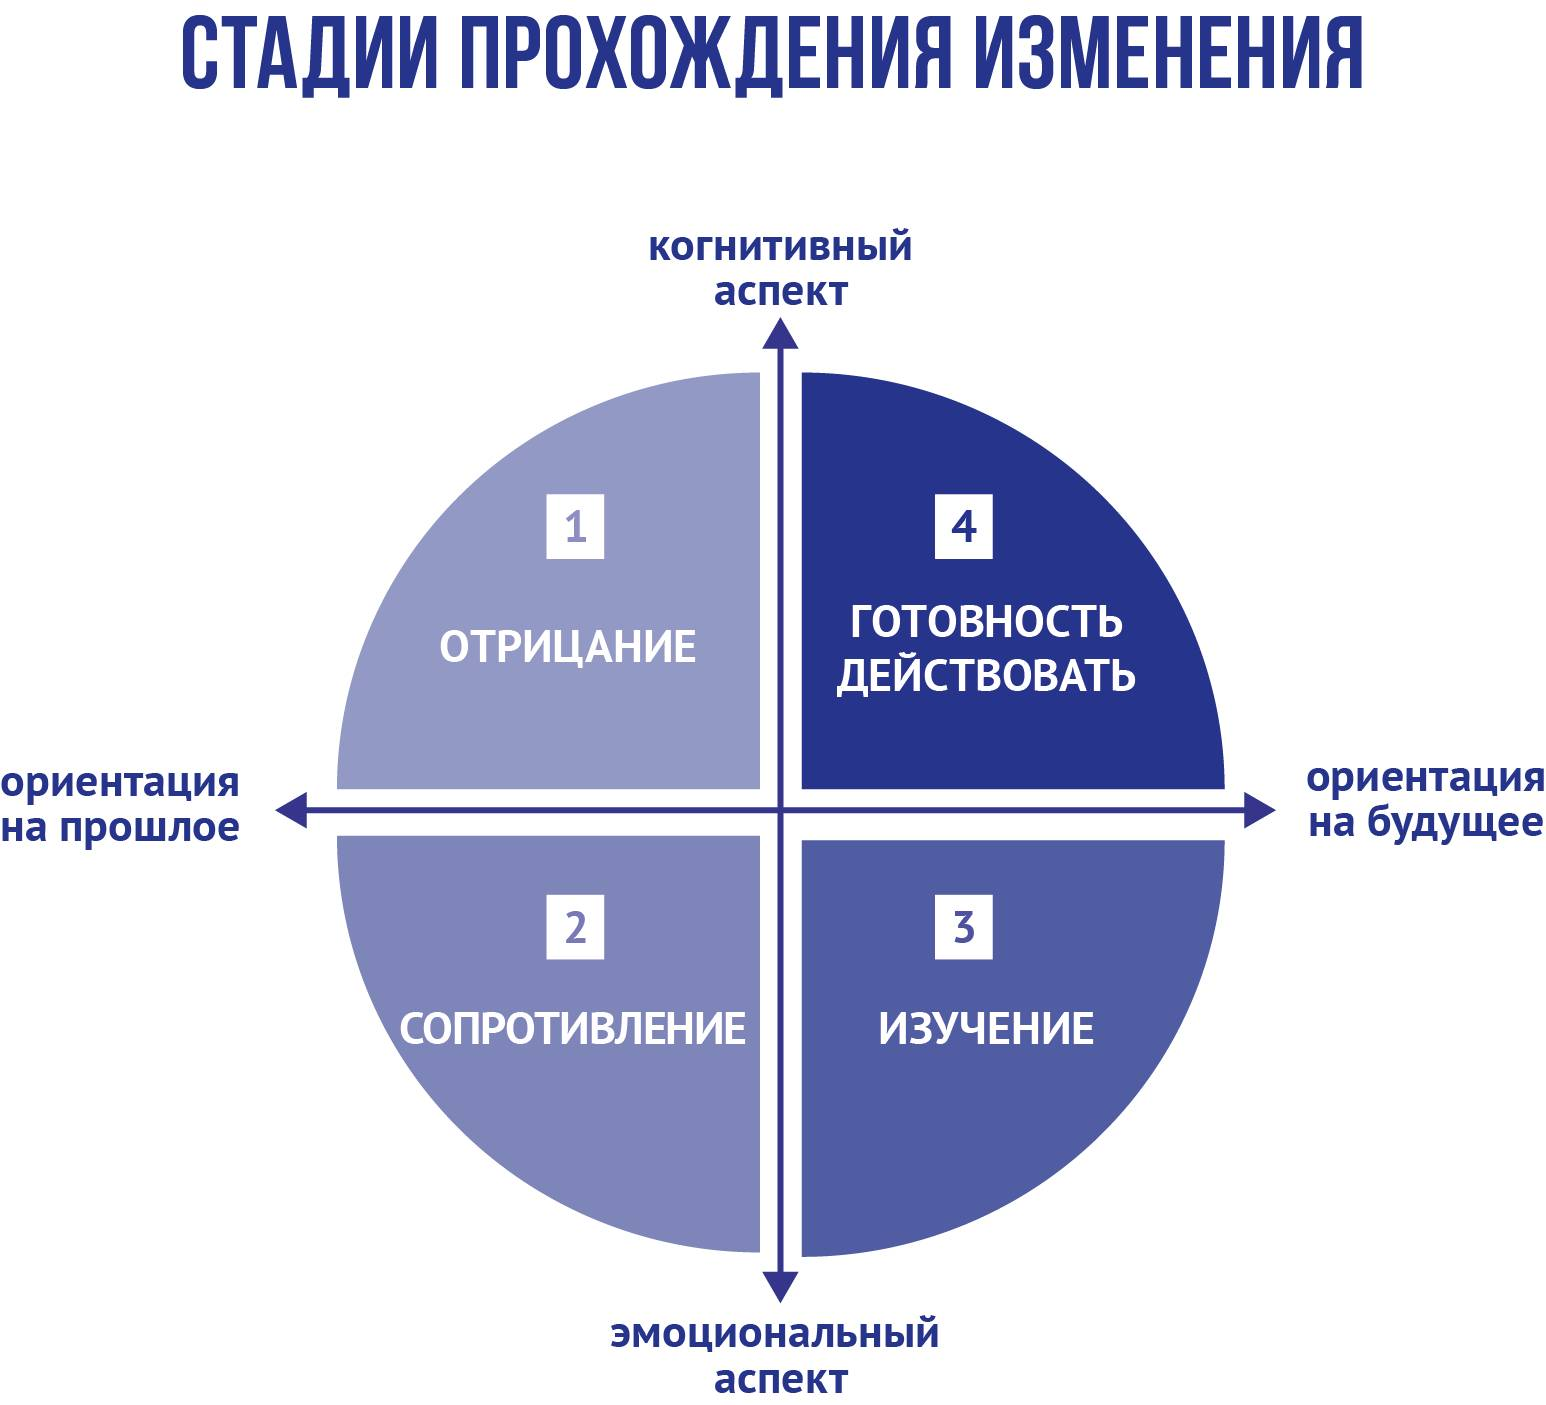 СТАДИИ ПРОХОЖДЕНИЯ ИЗМЕНЕНИЯ
когнитивный
аспект
1
ОТРИЦАНИЕ
4
ГОТОВНОСТЬ
ДЕЙСТВОВАТЬ
ориентация
на прошлое
ориентация
на будущее
2
СОПРОТИВЛЕНИЕ
3
ИЗУЧЕНИЕ
эмоциональный
аспект